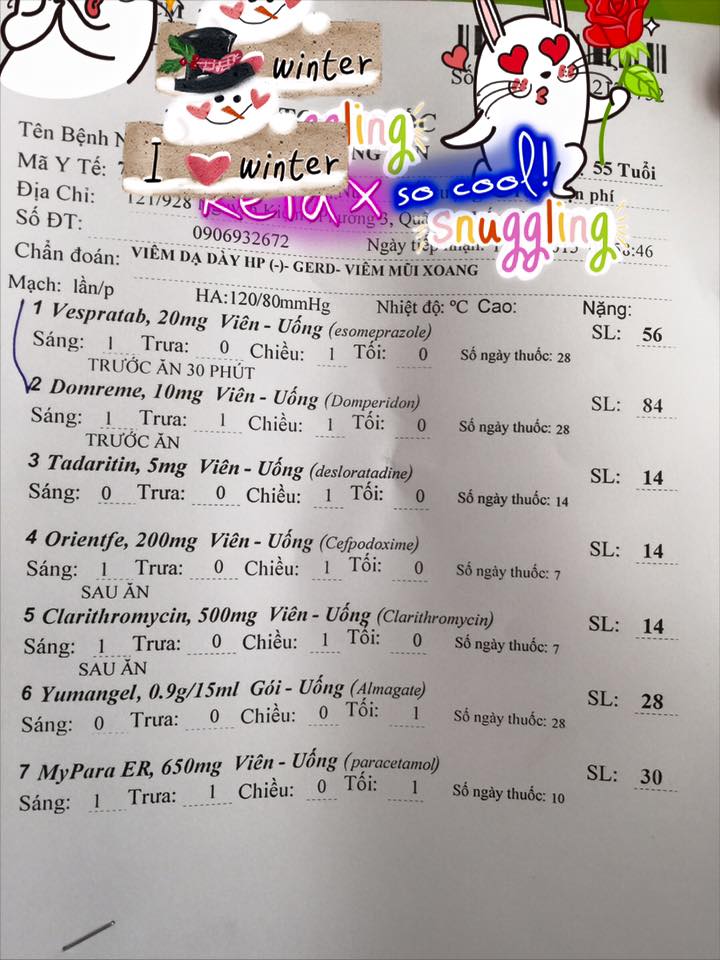 winter
ling
I winter
Tên Bệnh
Mã Y Tế: 55 Tuổi
Relax so cool!
Địa Chỉ: 121/928 phí
snuggling
Số ĐT: 0906932672 Ngày tiếp 58:46
Chẩn đoán: VIÊM DẠ DÀY HP (-)- GERD- VIÊM MŨI XOANG
Mạch: lần/p HA:120/80mmHg Nhiệt độ: ºC Cao: Nặng:
1 Vespratab, 20mg Viên - Uống (esomeprazole) SL: 56
Sáng: 1 Trưa: 0 Chiều: 1 Tối: 0 Số ngày thuốc: 28
TRƯỚC ĂN 30 PHÚT
2 Domreme, 10mg Viên - Uống (Domperidon) SL: 84
Sáng: 1 Trưa: 1 Chiều: 1 Tối: 0 Số ngày thuốc: 28
TRƯỚC ĂN
3 Tadaritin, 5mg Viên - Uống (desloratadine) SL: 14
Sáng: 0 Trưa: 0 Chiều: 1 Tối: 0 Số ngày thuốc: 14
4 Orientfe, 200mg Viên - Uống (Cefpodoxime) SL: 14
Sáng: 1 Trưa: 0 Chiều: 1 Tối: 0 Số ngày thuốc: 7
SAU ĂN
5 Clarithromycin, 500mg Viên - Uống (Clarithromycin) SL: 14
Sáng: 1 Trưa: 0 Chiều: 1 Tối: 0 Số ngày thuốc: 7
SAU ĂN
6 Yumangel, 0.9g/15ml Gói - Uống (Almagate) SL: 28
Sáng: 0 Trưa: 0 Chiều: 0 Tối: 1 Số ngày thuốc: 28
7 MyPara ER, 650mg Viên - Uống (paracetamol) SL: 30
Sáng: 1 Trưa: 1 Chiều: 0 Tối: 1 Số ngày thuốc: 10